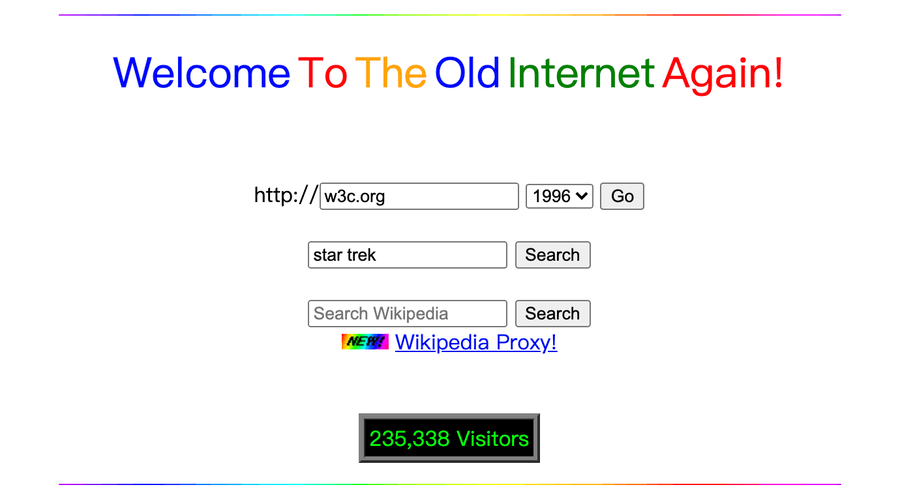 Welcome To The Old Internet Again!
http:// w3c.org 1996 Go
star trek Search
Search Wikipedia Search
NEW! Wikipedia Proxy!
235,338 Visitors